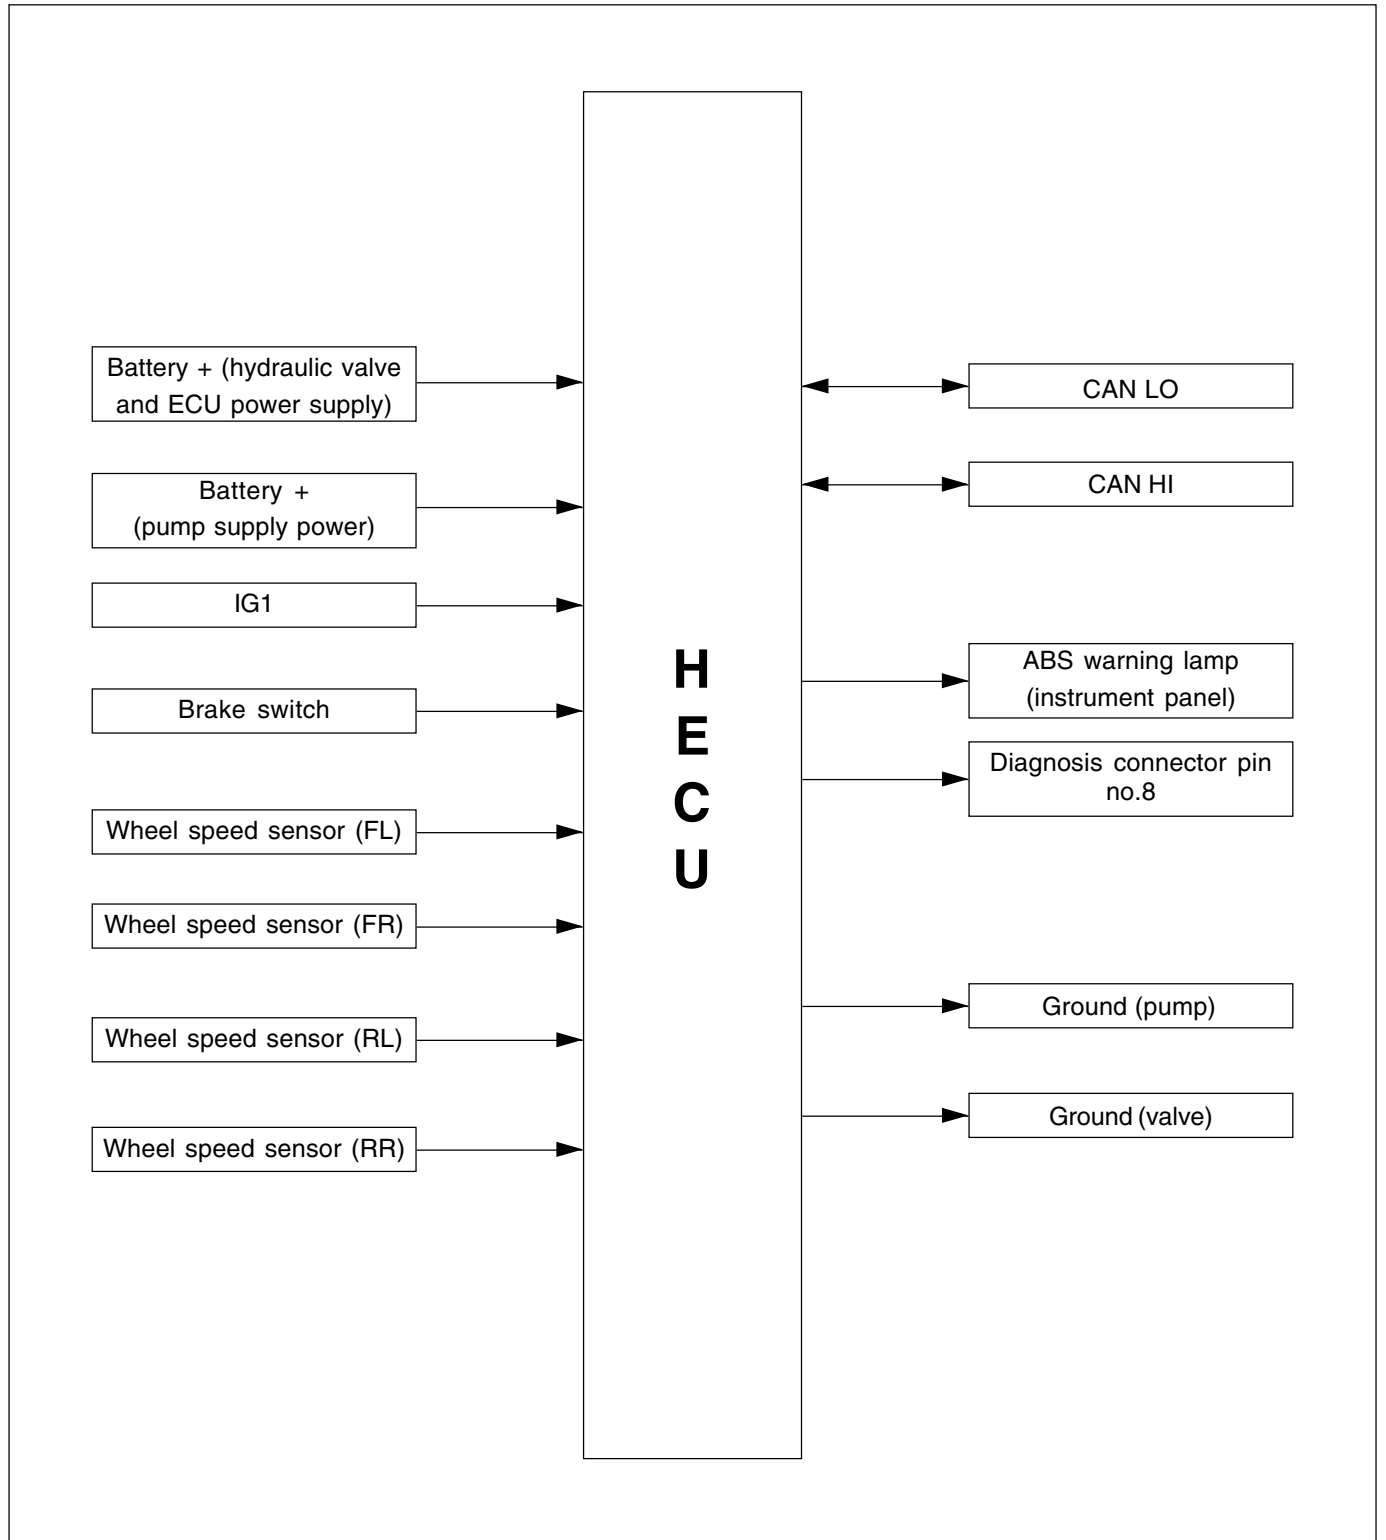 Battery + (hydraulic valve
and ECU power supply)
Battery +
(pump supply power)
IG1
Brake switch
Wheel speed sensor (FL)
Wheel speed sensor (FR)
Wheel speed sensor (RL)
Wheel speed sensor (RR)
H
E
C
U
CAN LO
CAN HI
ABS warning lamp
(instrument panel)
Diagnosis connector pin
no.8
Ground (pump)
Ground (valve)